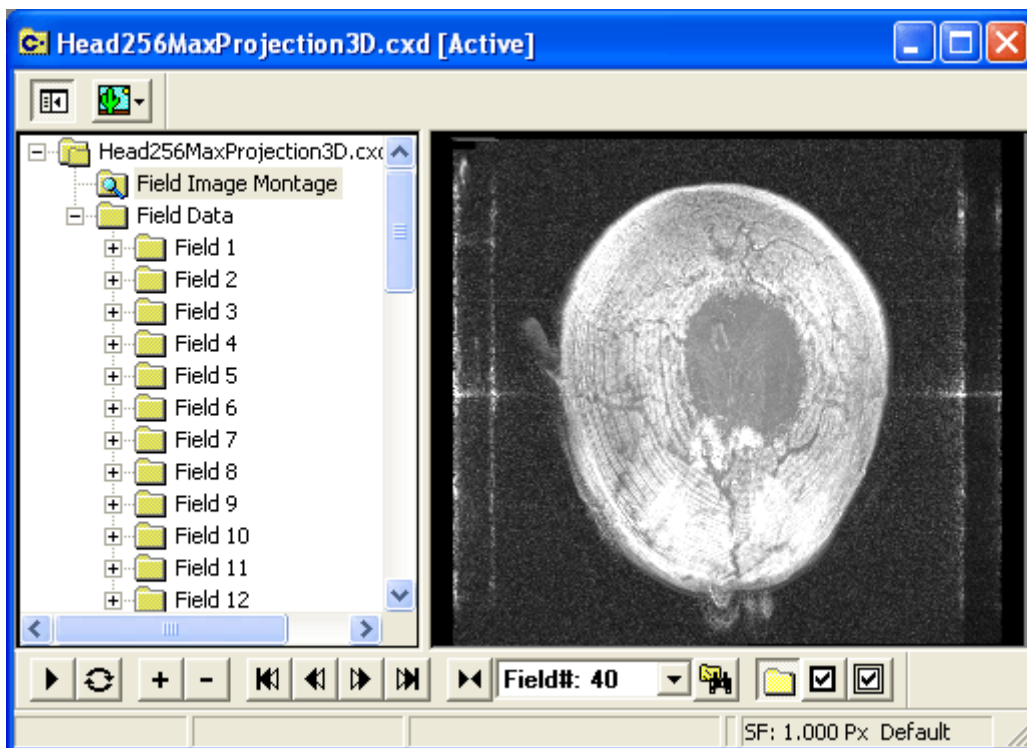 Head256MaxProjection3D.cxd [Active]
Head256MaxProjection3D.cxd
Field Image Montage
Field Data
Field 1
Field 2
Field 3
Field 4
Field 5
Field 6
Field 7
Field 8
Field 9
Field 10
Field 11
Field 12
Field#: 40
SF: 1.000 Px Default